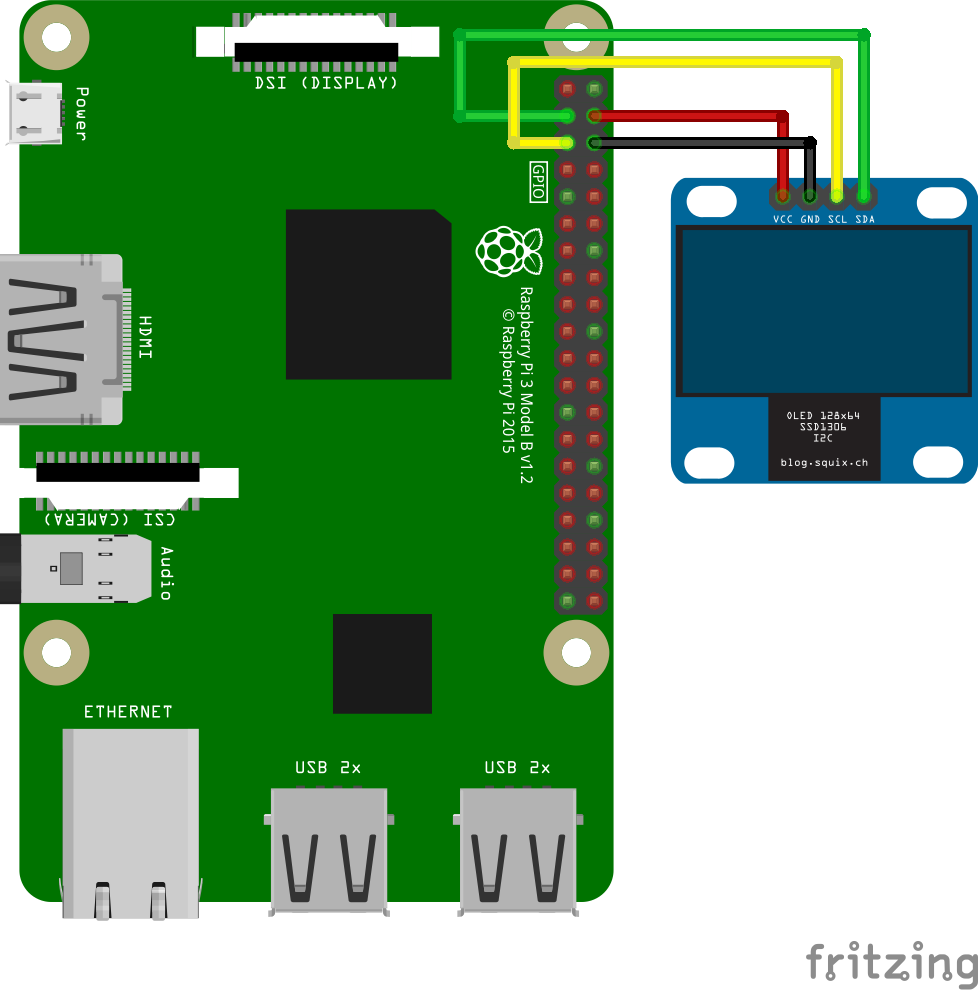 DSI (DISPLAY)
Power
GPIO
VCC GND SCL SDA
HDMI
Raspberry Pi 3 Model B v1.2
© Raspberry Pi 2015
OLED 128x64
SSD1306
I2C
blog.squix.ch
CSI (CAMERA)
Audio
ETHERNET
USB 2x
USB 2x
fritzing